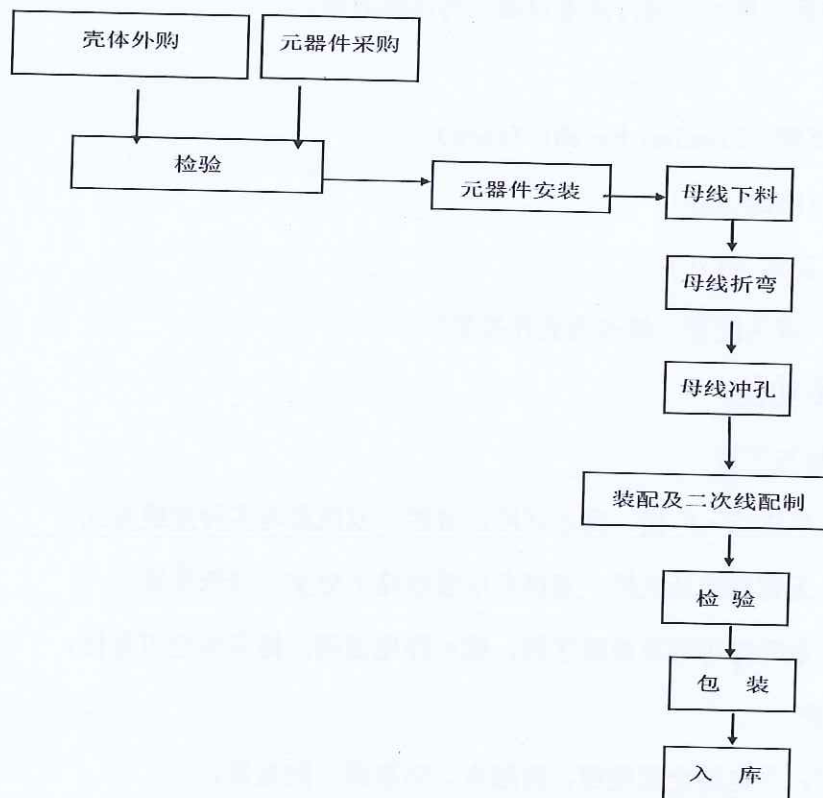 壳体外购
元器件采购
检验
元器件安装
母线下料
母线折弯
母线冲孔
装配及二次线配制
检 验
包 装
入 库